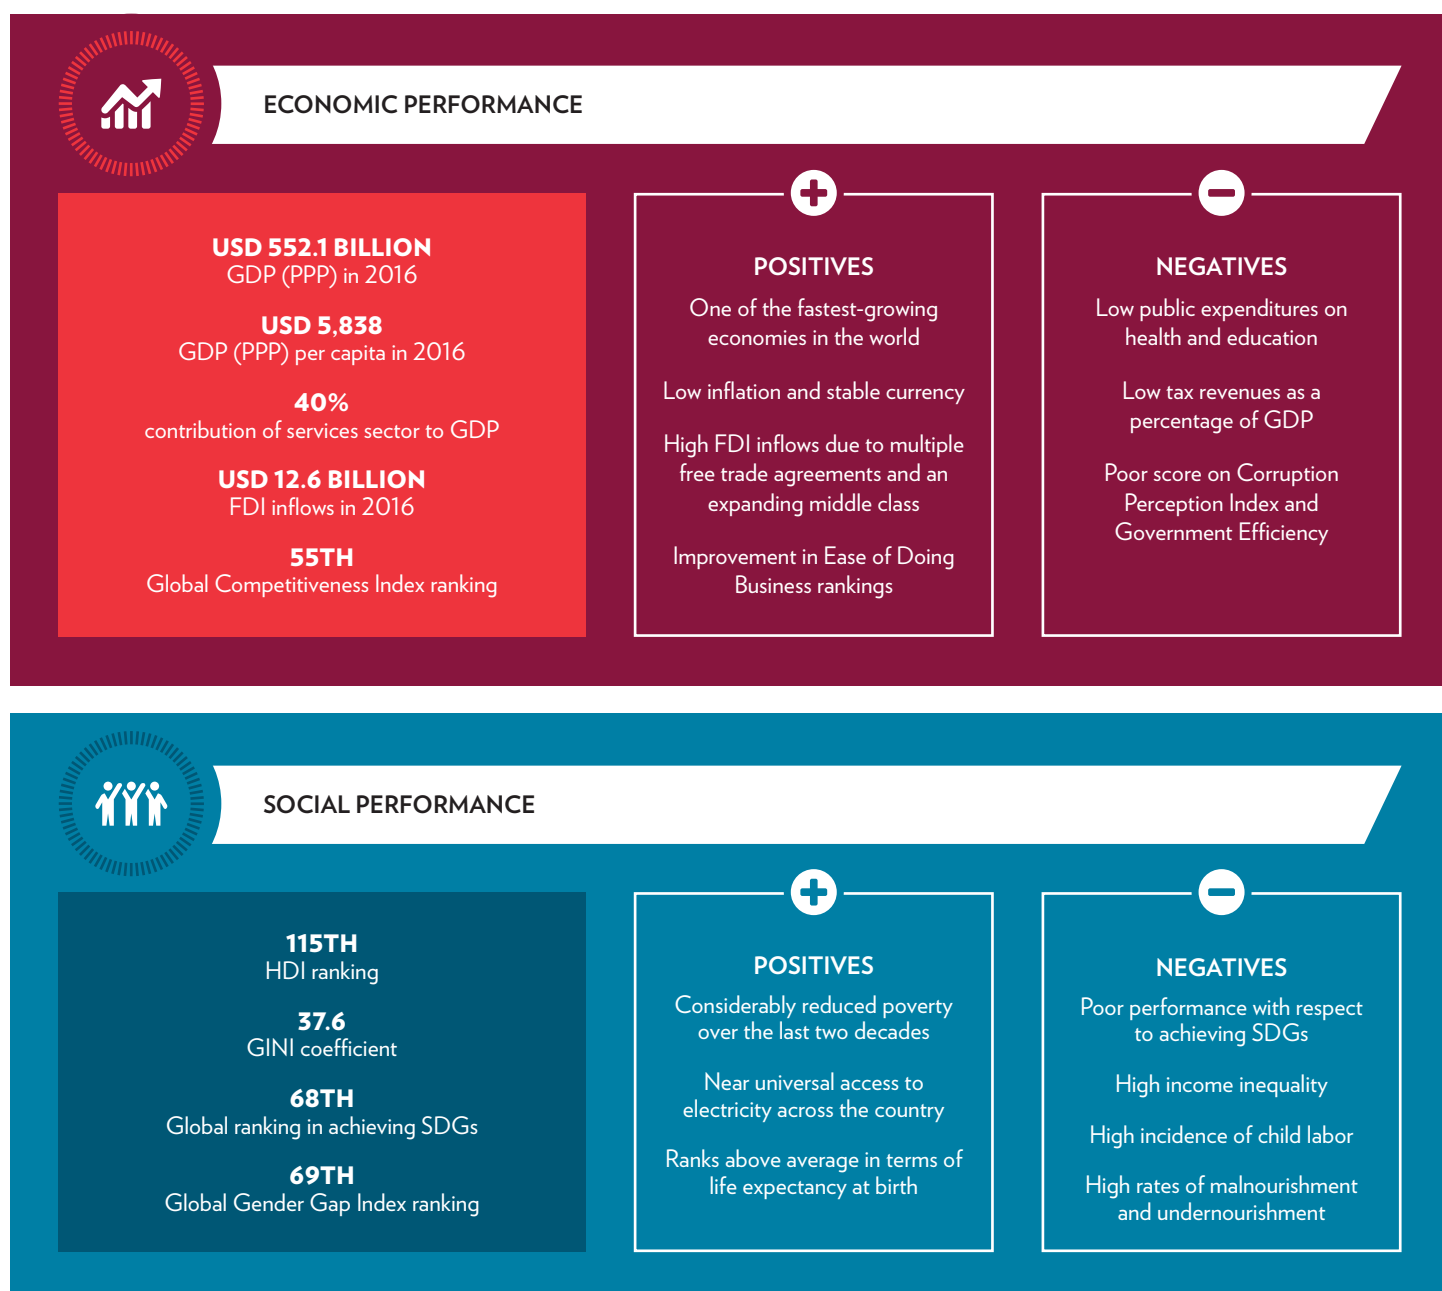 ECONOMIC PERFORMANCE
USD 552.1 BILLION
GDP (PPP) in 2016
USD 5,838
GDP (PPP) per capita in 2016
40%
contribution of services sector to GDP
USD 12.6 BILLION
FDI inflows in 2016
55TH
Global Competitiveness Index ranking
POSITIVES
One of the fastest-growing
economies in the world
Low inflation and stable currency
High FDI inflows due to multiple
free trade agreements and an
expanding middle class
Improvement in Ease of Doing
Business rankings
NEGATIVES
Low public expenditures on
health and education
Low tax revenues as a
percentage of GDP
Poor score on Corruption
Perception Index and
Government Efficiency
SOCIAL PERFORMANCE
115TH
HDI ranking
37.6
GINI coefficient
68TH
Global ranking in achieving SDGs
69TH
Global Gender Gap Index ranking
POSITIVES
Considerably reduced poverty
over the last two decades
Near universal access to
electricity across the country
Ranks above average in terms of
life expectancy at birth
NEGATIVES
Poor performance with respect
to achieving SDGs
High income inequality
High incidence of child labor
High rates of malnourishment
and undernourishment